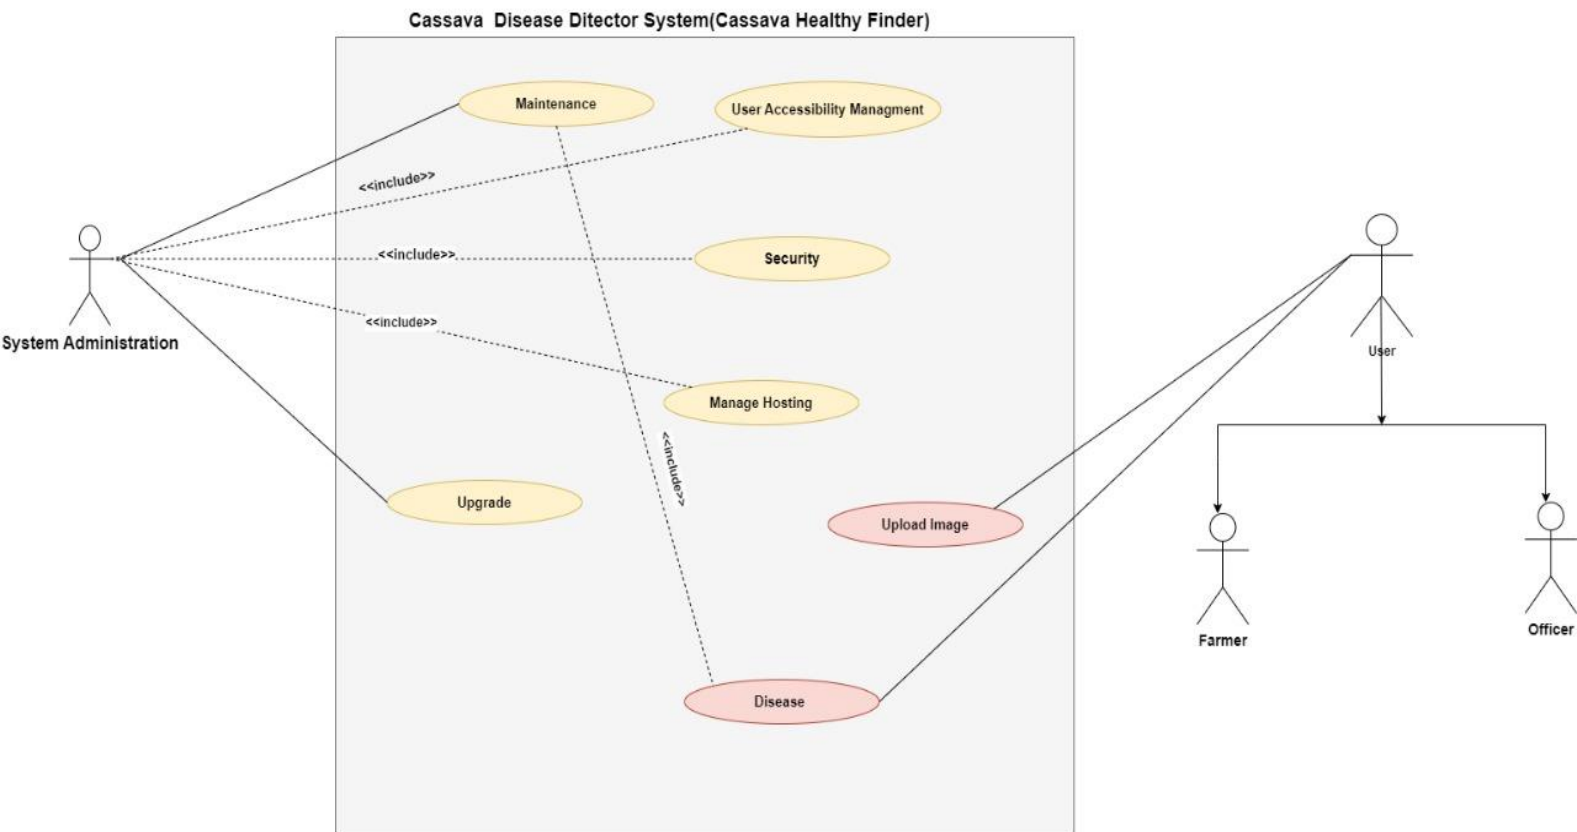 Cassava  Disease Ditector System(Cassava Healthy Finder)
Maintenance
User Accessibility Managment
<<include>>
<<include>>
Security
System Administration
<<include>>
User
Manage Hosting
<<include>>
Upgrade
Upload Image
Farmer
Officer
Disease